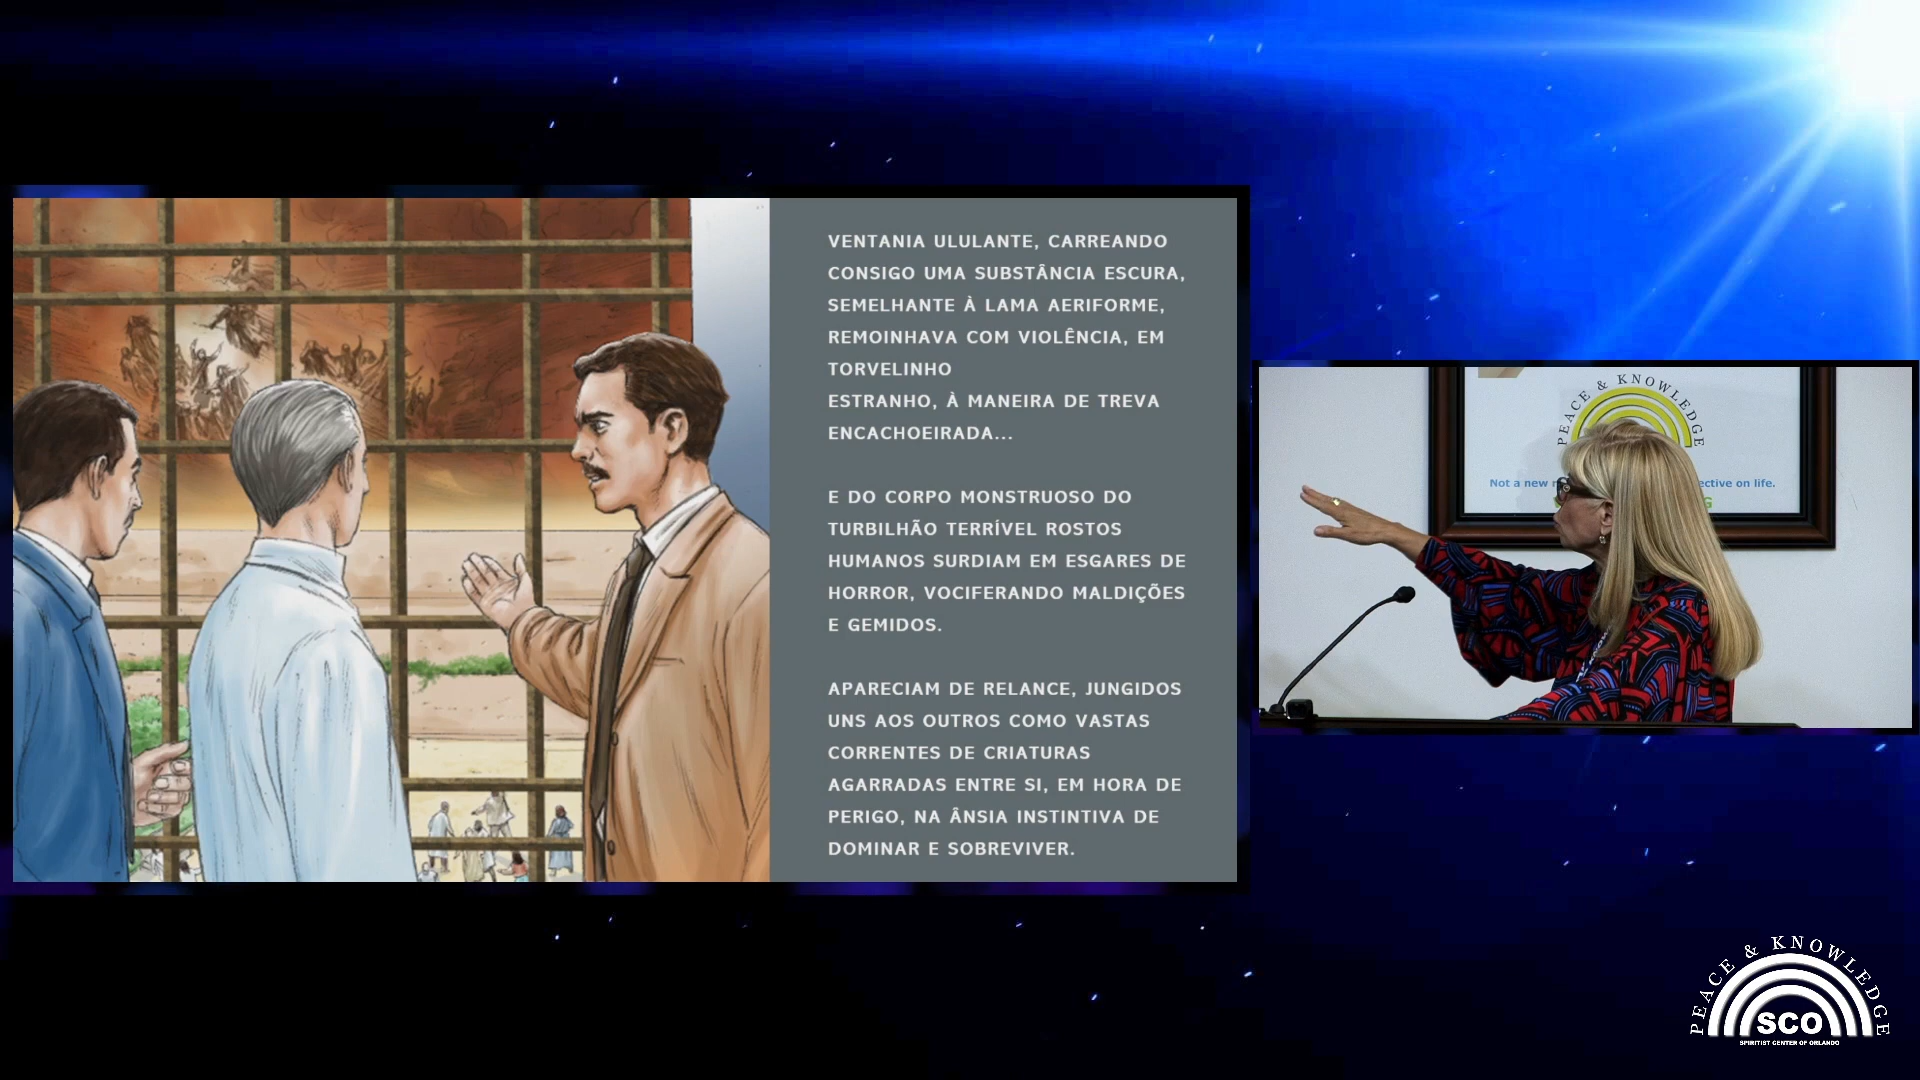 VENTANIA ULULANTE, CARREANDO
CONSIGO UMA SUBSTÂNCIA ESCURA,
SEMELHANTE À LAMA AERIFORME,
REMOINHAVA COM VIOLÊNCIA, EM
TORVELINHO
ESTRANHO, À MANEIRA DE TREVA
ENCACHOEIRADA...
E DO CORPO MONSTRUOSO DO
TURBILHÃO TERRÍVEL ROSTOS
HUMANOS SURDIAM EM ESGARES DE
HORROR, VOCIFERANDO MALDIÇÕES
E GEMIDOS.
APARECIAM DE RELANCE, JUNGIDOS
UNS AOS OUTROS COMO VASTAS
CORRENTES DE CRIATURAS
AGARRADAS ENTRE SI, EM HORA DE
PERIGO, NA ÂNSIA INSTINTIVA DE
DOMINAR E SOBREVIVER.
PEACE & KNOWLEDGE
Not a new ective on life.
PEACE & KNOWLEDGE
SCO
SPIRITIST CENTER OF ORLANDO